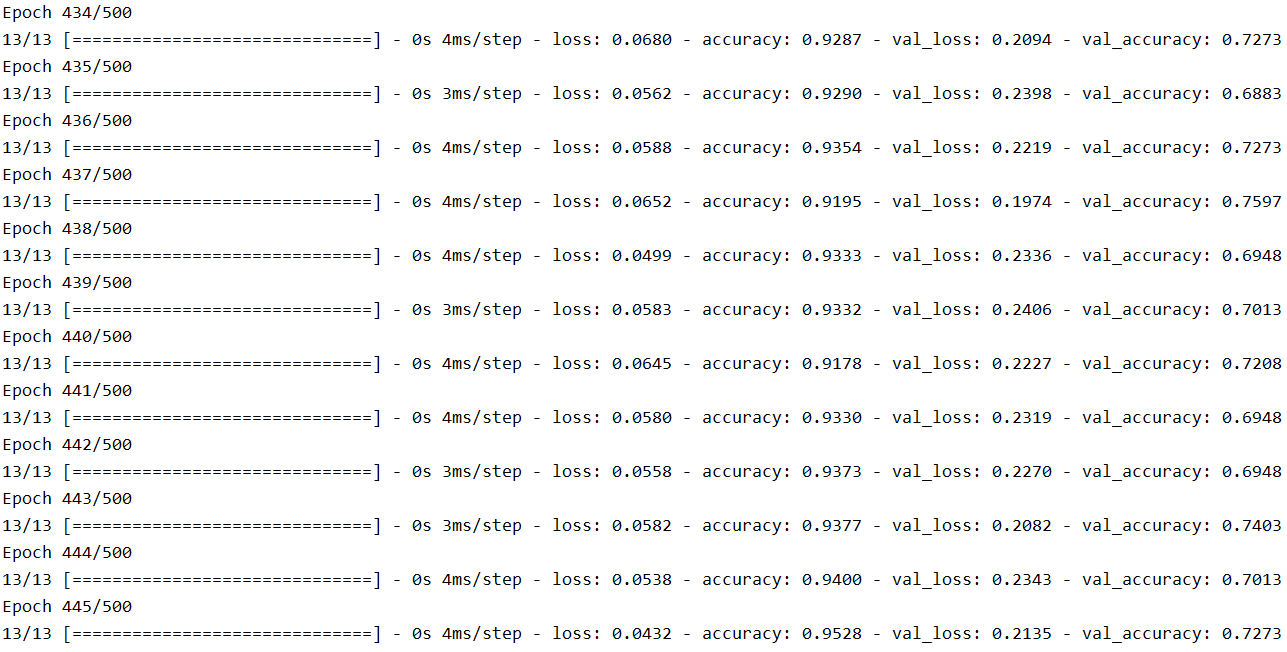 Epoch 434/500
13/13 [==============================] - 0s 4ms/step - loss: 0.0680 - accuracy: 0.9287 - val_loss: 0.2094 - val_accuracy: 0.7273
Epoch 435/500
13/13 [==============================] - 0s 3ms/step - loss: 0.0562 - accuracy: 0.9290 - val_loss: 0.2398 - val_accuracy: 0.6883
Epoch 436/500
13/13 [==============================] - 0s 4ms/step - loss: 0.0588 - accuracy: 0.9354 - val_loss: 0.2219 - val_accuracy: 0.7273
Epoch 437/500
13/13 [==============================] - 0s 4ms/step - loss: 0.0652 - accuracy: 0.9195 - val_loss: 0.1974 - val_accuracy: 0.7597
Epoch 438/500
13/13 [==============================] - 0s 4ms/step - loss: 0.0499 - accuracy: 0.9333 - val_loss: 0.2336 - val_accuracy: 0.6948
Epoch 439/500
13/13 [==============================] - 0s 3ms/step - loss: 0.0583 - accuracy: 0.9332 - val_loss: 0.2406 - val_accuracy: 0.7013
Epoch 440/500
13/13 [==============================] - 0s 4ms/step - loss: 0.0645 - accuracy: 0.9178 - val_loss: 0.2227 - val_accuracy: 0.7208
Epoch 441/500
13/13 [==============================] - 0s 4ms/step - loss: 0.0580 - accuracy: 0.9330 - val_loss: 0.2319 - val_accuracy: 0.6948
Epoch 442/500
13/13 [==============================] - 0s 3ms/step - loss: 0.0558 - accuracy: 0.9373 - val_loss: 0.2270 - val_accuracy: 0.6948
Epoch 443/500
13/13 [==============================] - 0s 3ms/step - loss: 0.0582 - accuracy: 0.9377 - val_loss: 0.2082 - val_accuracy: 0.7403
Epoch 444/500
13/13 [==============================] - 0s 4ms/step - loss: 0.0538 - accuracy: 0.9400 - val_loss: 0.2343 - val_accuracy: 0.7013
Epoch 445/500
13/13 [==============================] - 0s 4ms/step - loss: 0.0432 - accuracy: 0.9528 - val_loss: 0.2135 - val_accuracy: 0.7273